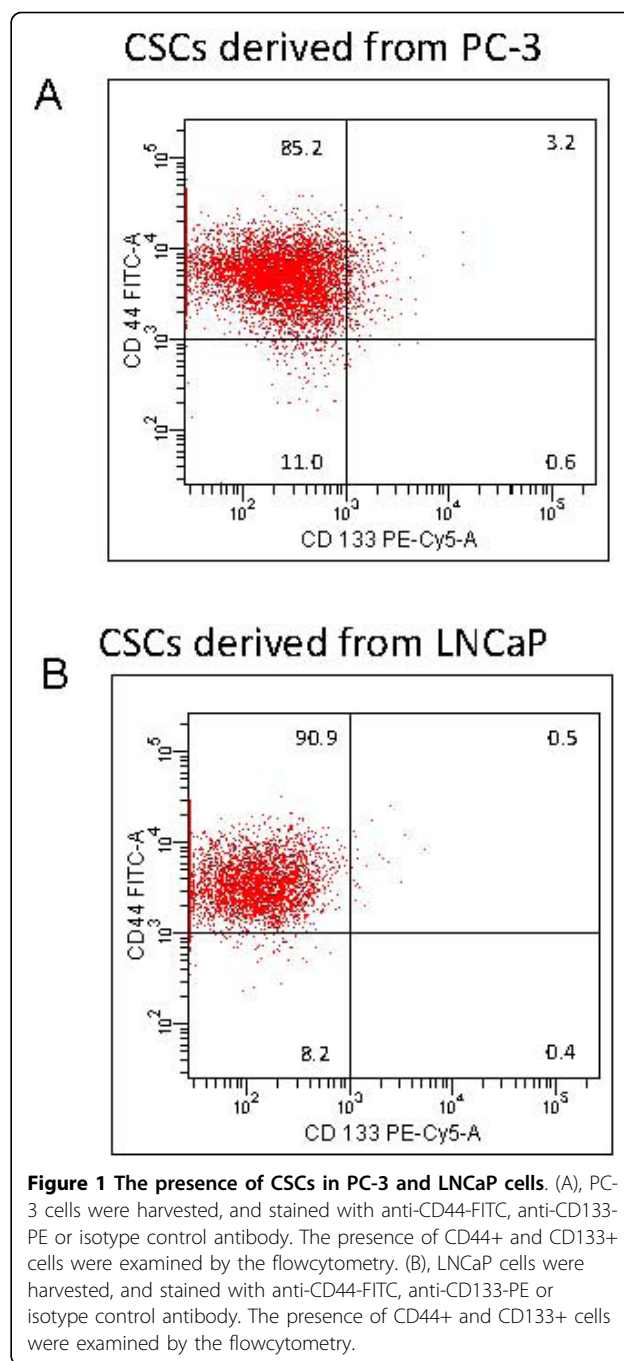 CSCs derived from PC-3
A
85.2
3.2
10^5
10^4
10^3
10^2
CD 44 FITC-A
11.0
0.6
10^2 10^3 10^4 10^5
CD 133 PE-Cy5-A
CSCs derived from LNCaP
B
90.9
0.5
10^5
10^4
10^3
10^2
CD44 FITC-A
8.2
0.4
10^2 10^3 10^4 10^5
CD 133 PE-Cy5-A
Figure 1 The presence of CSCs in PC-3 and LNCaP cells. (A), PC-
3 cells were harvested, and stained with anti-CD44-FITC, anti-CD133-
PE or isotype control antibody. The presence of CD44+ and CD133+
cells were examined by the flowcytometry. (B), LNCaP cells were
harvested, and stained with anti-CD44-FITC, anti-CD133-PE or
isotype control antibody. The presence of CD44+ and CD133+ cells
were examined by the flowcytometry.